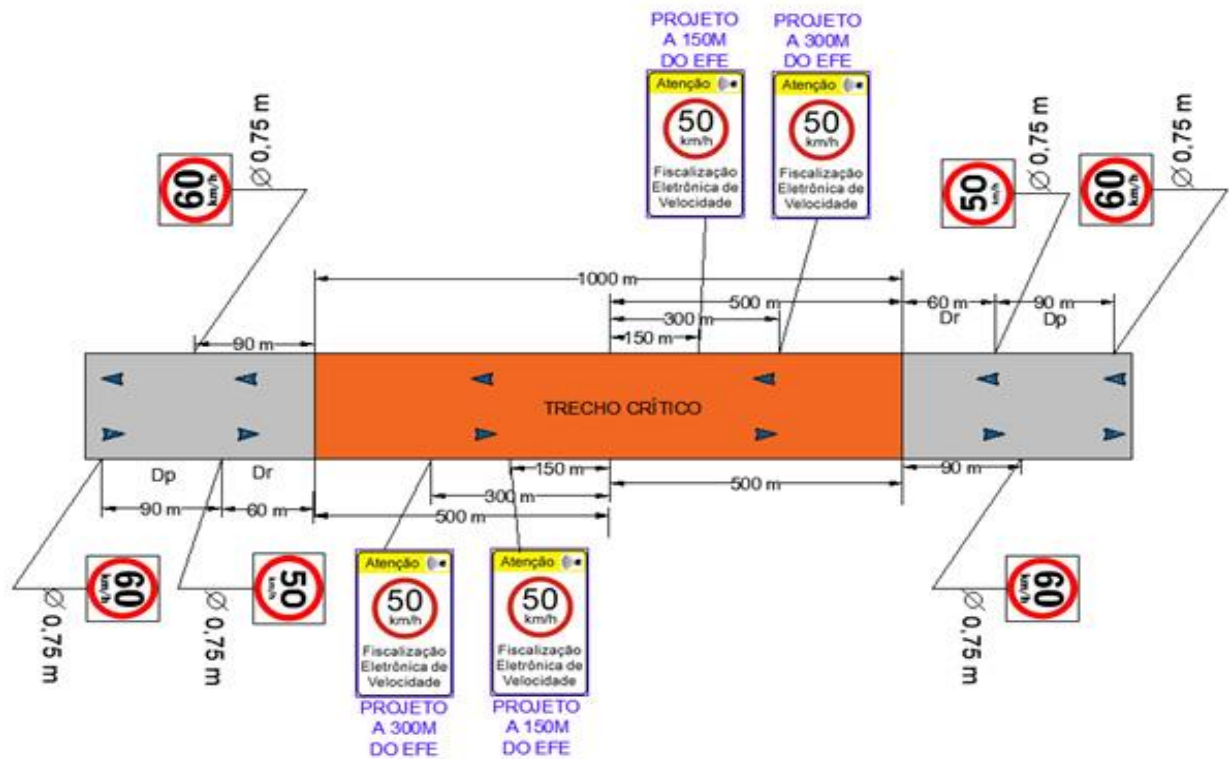 PROJETO
A 150M
DO EFE
PROJETO
A 300M
DO EFE
Atenção
50
km/h
Fiscalização
Eletrônica de
Velocidade
Atenção
50
km/h
Fiscalização
Eletrônica de
Velocidade
60
km/h
Ø 0,75 m
50
km/h
Ø 0,75 m
60
km/h
Ø 0,75 m
1000 m
500 m
60 m
90 m
Dr
Dp
300 m
150 m
90 m
TRECHO CRÍTICO
Dp
Dr
90 m
60 m
150 m
300 m
500 m
500 m
90 m
60
km/h
Ø 0,75 m
50
km/h
Ø 0,75 m
Atenção
50
km/h
Fiscalização
Eletrônica de
Velocidade
PROJETO
A 300M
DO EFE
Atenção
50
km/h
Fiscalização
Eletrônica de
Velocidade
PROJETO
A 150M
DO EFE
60
km/h
Ø 0,75 m